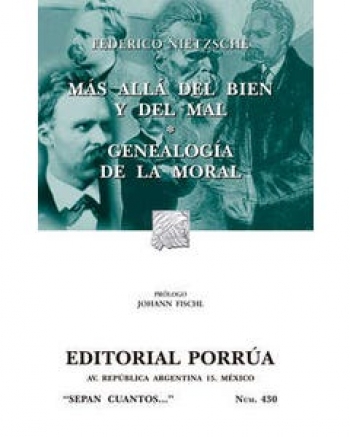 FEDERICO NIETZSCHE
MÁS ALLÁ DEL BIEN
Y DEL MAL
*
GENEALOGÍA
DE LA MORAL
PRÓLOGO
JOHANN FISCHL
EDITORIAL PORRÚA
AV. REPÚBLICA ARGENTINA 15. MÉXICO
“SEPAN CUANTOS...” NÚM. 430